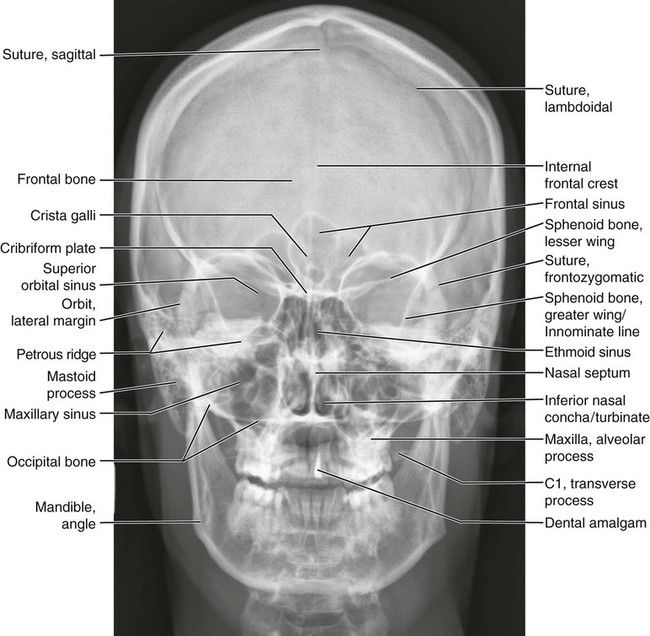 Suture, sagittal
Frontal bone
Crista galli
Cribriform plate
Superior
orbital sinus
Orbit,
lateral margin
Petrous ridge
Mastoid
process
Maxillary sinus
Occipital bone
Mandible,
angle
Suture,
lambdoidal
Internal
frontal crest
Frontal sinus
Sphenoid bone,
lesser wing
Suture,
frontozygomatic
Sphenoid bone,
greater wing/
Innominate line
Ethmoid sinus
Nasal septum
Inferior nasal
concha/turbinate
Maxilla, alveolar
process
C1, transverse
process
Dental amalgam